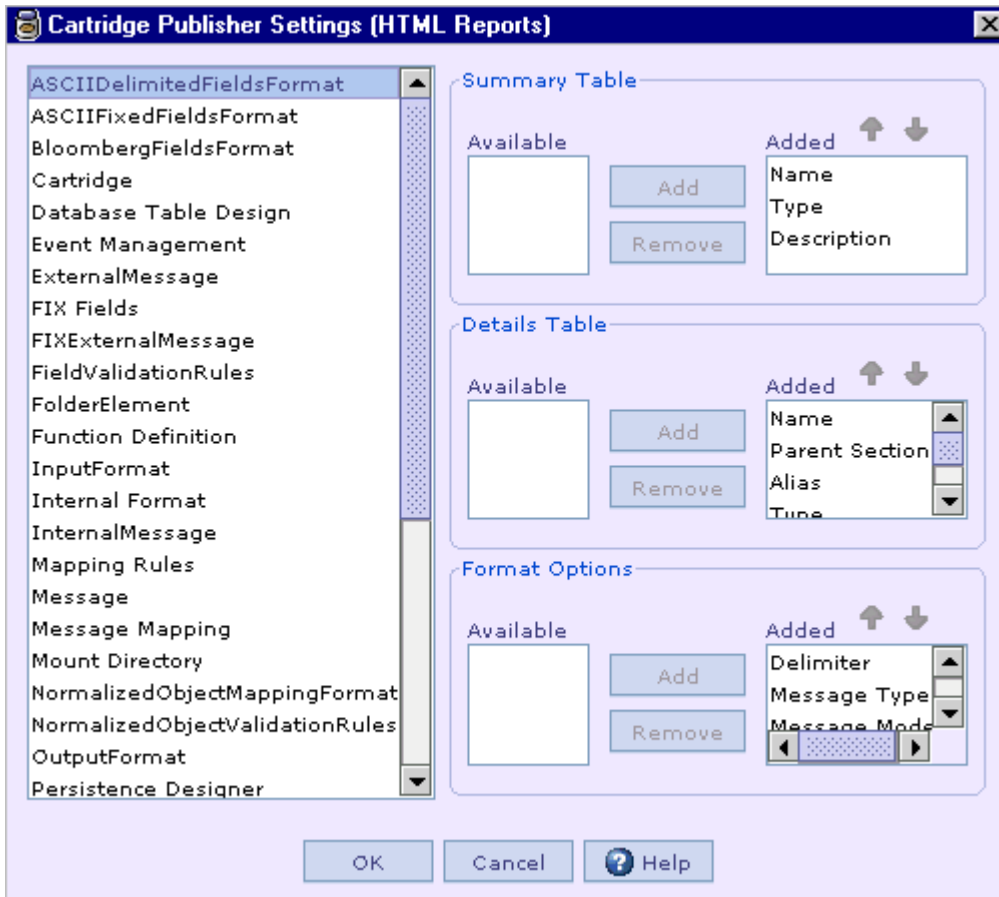 Cartridge Publisher Settings (HTML Reports)
ASCIIDelimitedFieldsFormat
ASCIIFixedFieldsFormat
BloombergFieldsFormat
Cartridge
Database Table Design
Event Management
ExternalMessage
FIX Fields
FIXExternalMessage
FieldValidationRules
FolderElement
Function Definition
InputFormat
Internal Format
InternalMessage
Mapping Rules
Message
Message Mapping
Mount Directory
NormalizedObjectMappingFormat
NormalizedObjectValidationRules
OutputFormat
Persistence Designer
Summary Table
Available
Add
Remove
Added
Name
Type
Description
Details Table
Available
Add
Remove
Added
Name
Parent Section
Alias
Type
Format Options
Available
Add
Remove
Added
Delimiter
Message Type
Message Mode
OK
Cancel
Help